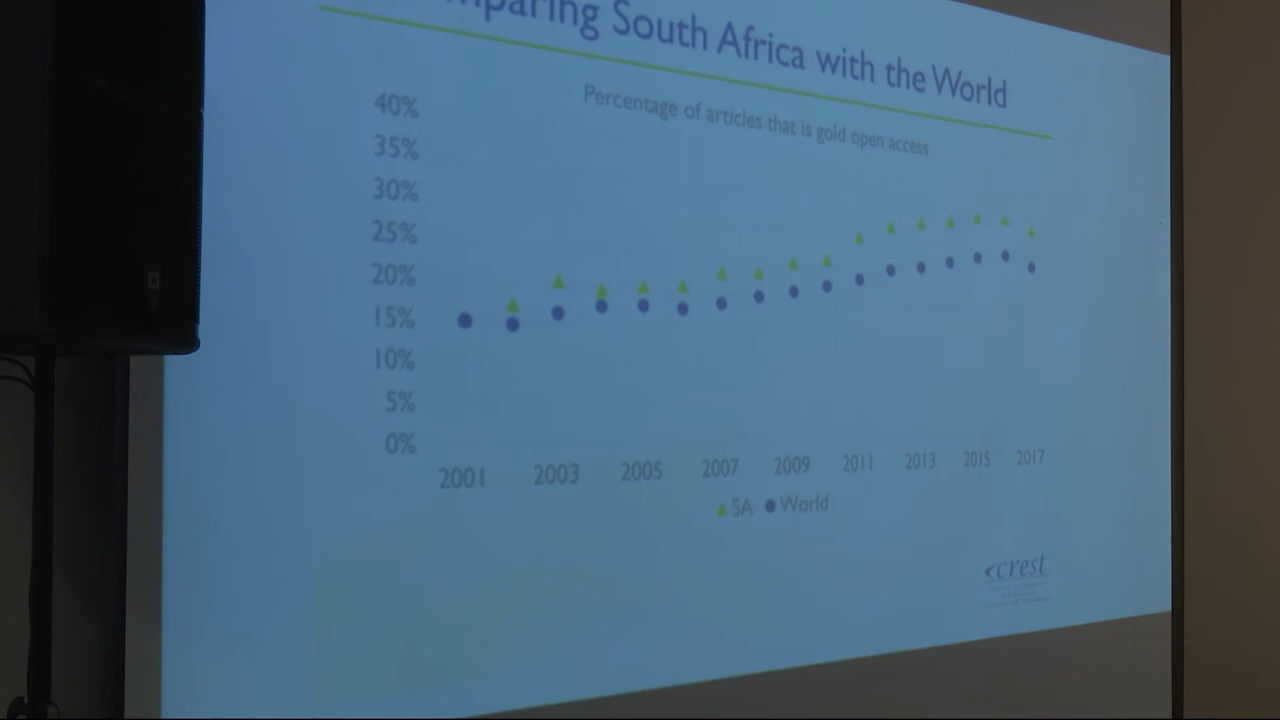 mparing South Africa with the World
Percentage of articles that is gold open access
40%
35%
30%
25%
20%
15%
10%
5%
0%
2001 2003 2005 2007 2009 2011 2013 2015 2017
SA World
crest